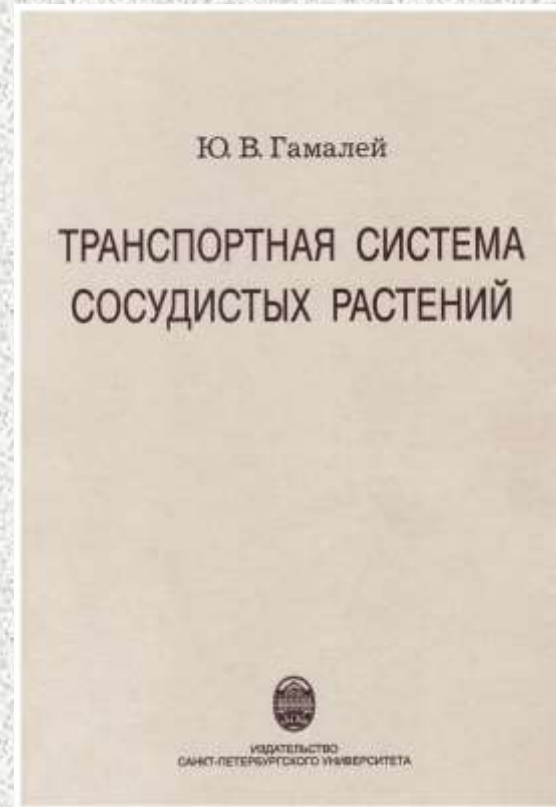 Ю. В. Гамалей
ТРАНСПОРТНАЯ СИСТЕМА
СОСУДИСТЫХ РАСТЕНИЙ
ИЗДАТЕЛЬСТВО
САНКТ-ПЕТЕРБУРГСКОГО УНИВЕРСИТЕТА